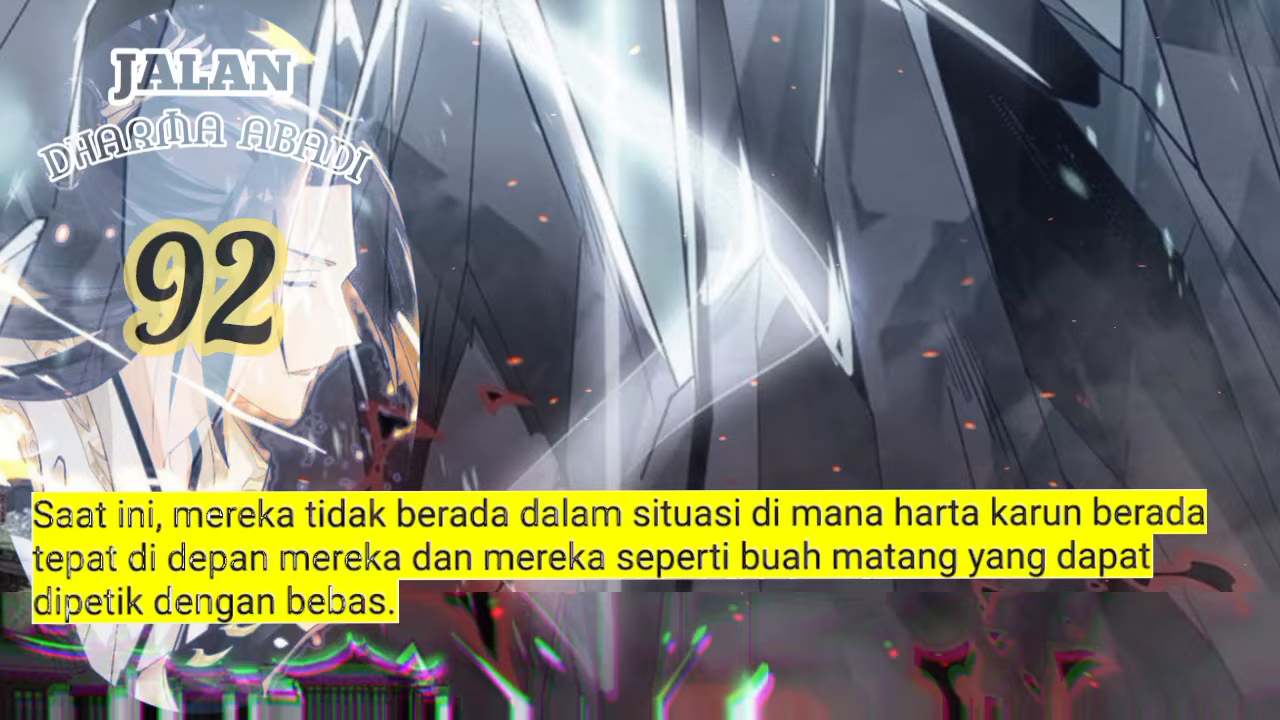 JALAN
DHARMA ABADI
92
Saat ini, mereka tidak berada dalam situasi di mana harta karun berada
tepat di depan mereka dan mereka seperti buah matang yang dapat
dipetik dengan bebas.